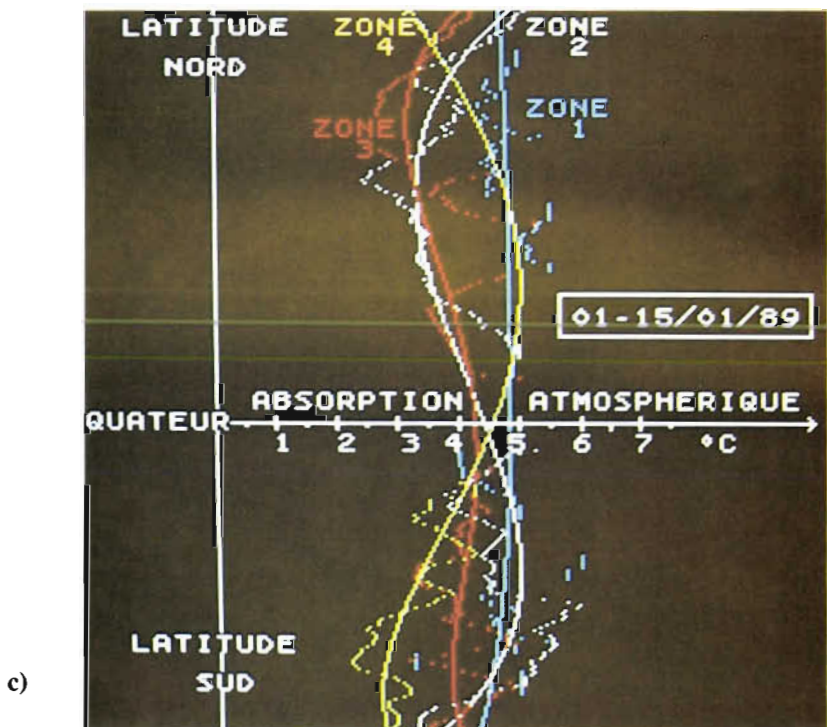 LATITUDE
NORD
ZONE
4
ZONE
2
ZONE
3
ZONE
1
01-15/01/89
ABSORPTION ATMOSPHERIQUE
QUATEUR
1 2 3 4 5 6 7 °C
LATITUDE
SUD
c)